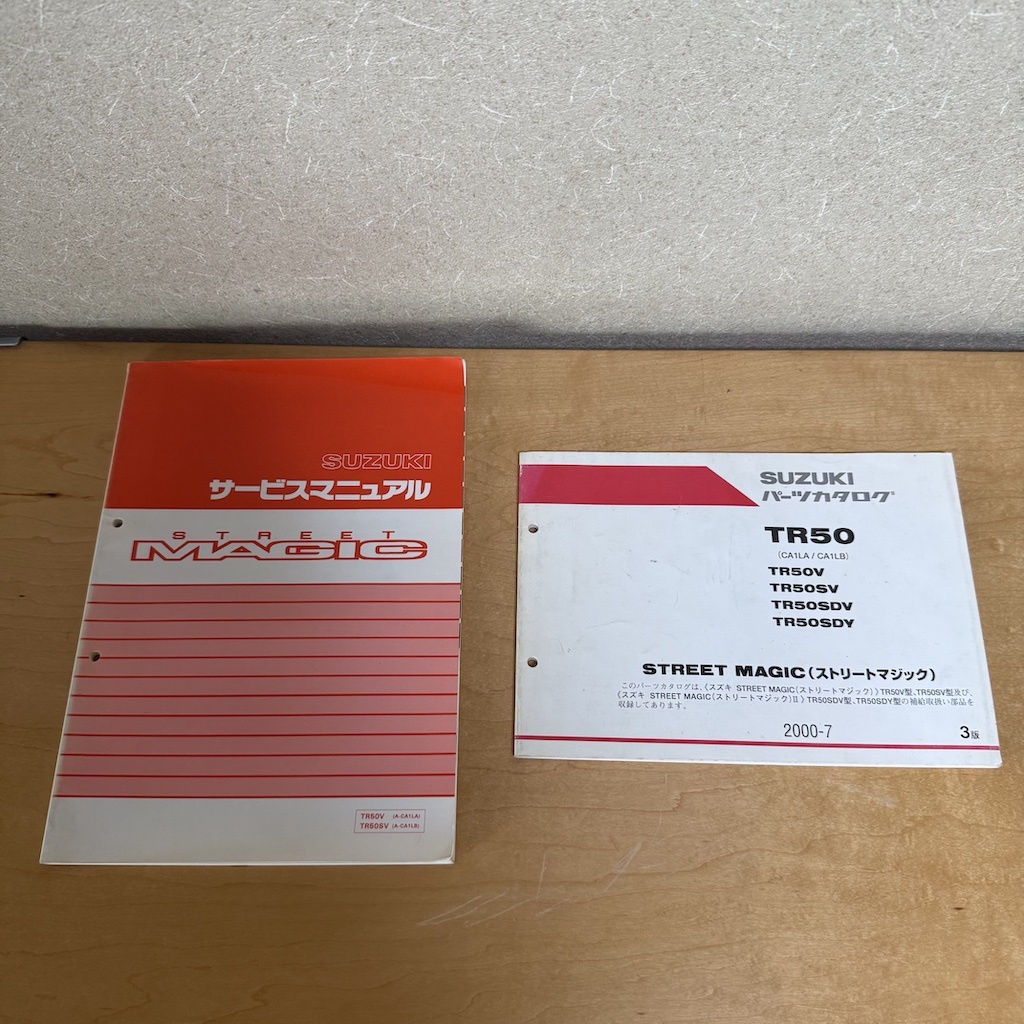 SUZUKI
サービスマニュアル
STREET
MAGIC
TR50V (A-CA1LA)
TR50SV (A-CA1LB)
SUZUKI
パーツカタログ
TR50
(CA1LA / CA1LB)
TR50V
TR50SV
TR50SDV
TR50SDY
STREET MAGIC(ストリートマジック)
このパーツカタログは、〈スズキ STREET MAGIC(ストリートマジック)〉TR50V型、TR50SV型及び、
〈スズキ STREET MAGIC(ストリートマジック)II〉TR50SDV型、TR50SDY型の補給取扱い部品を
収録してあります。
2000-7
3版